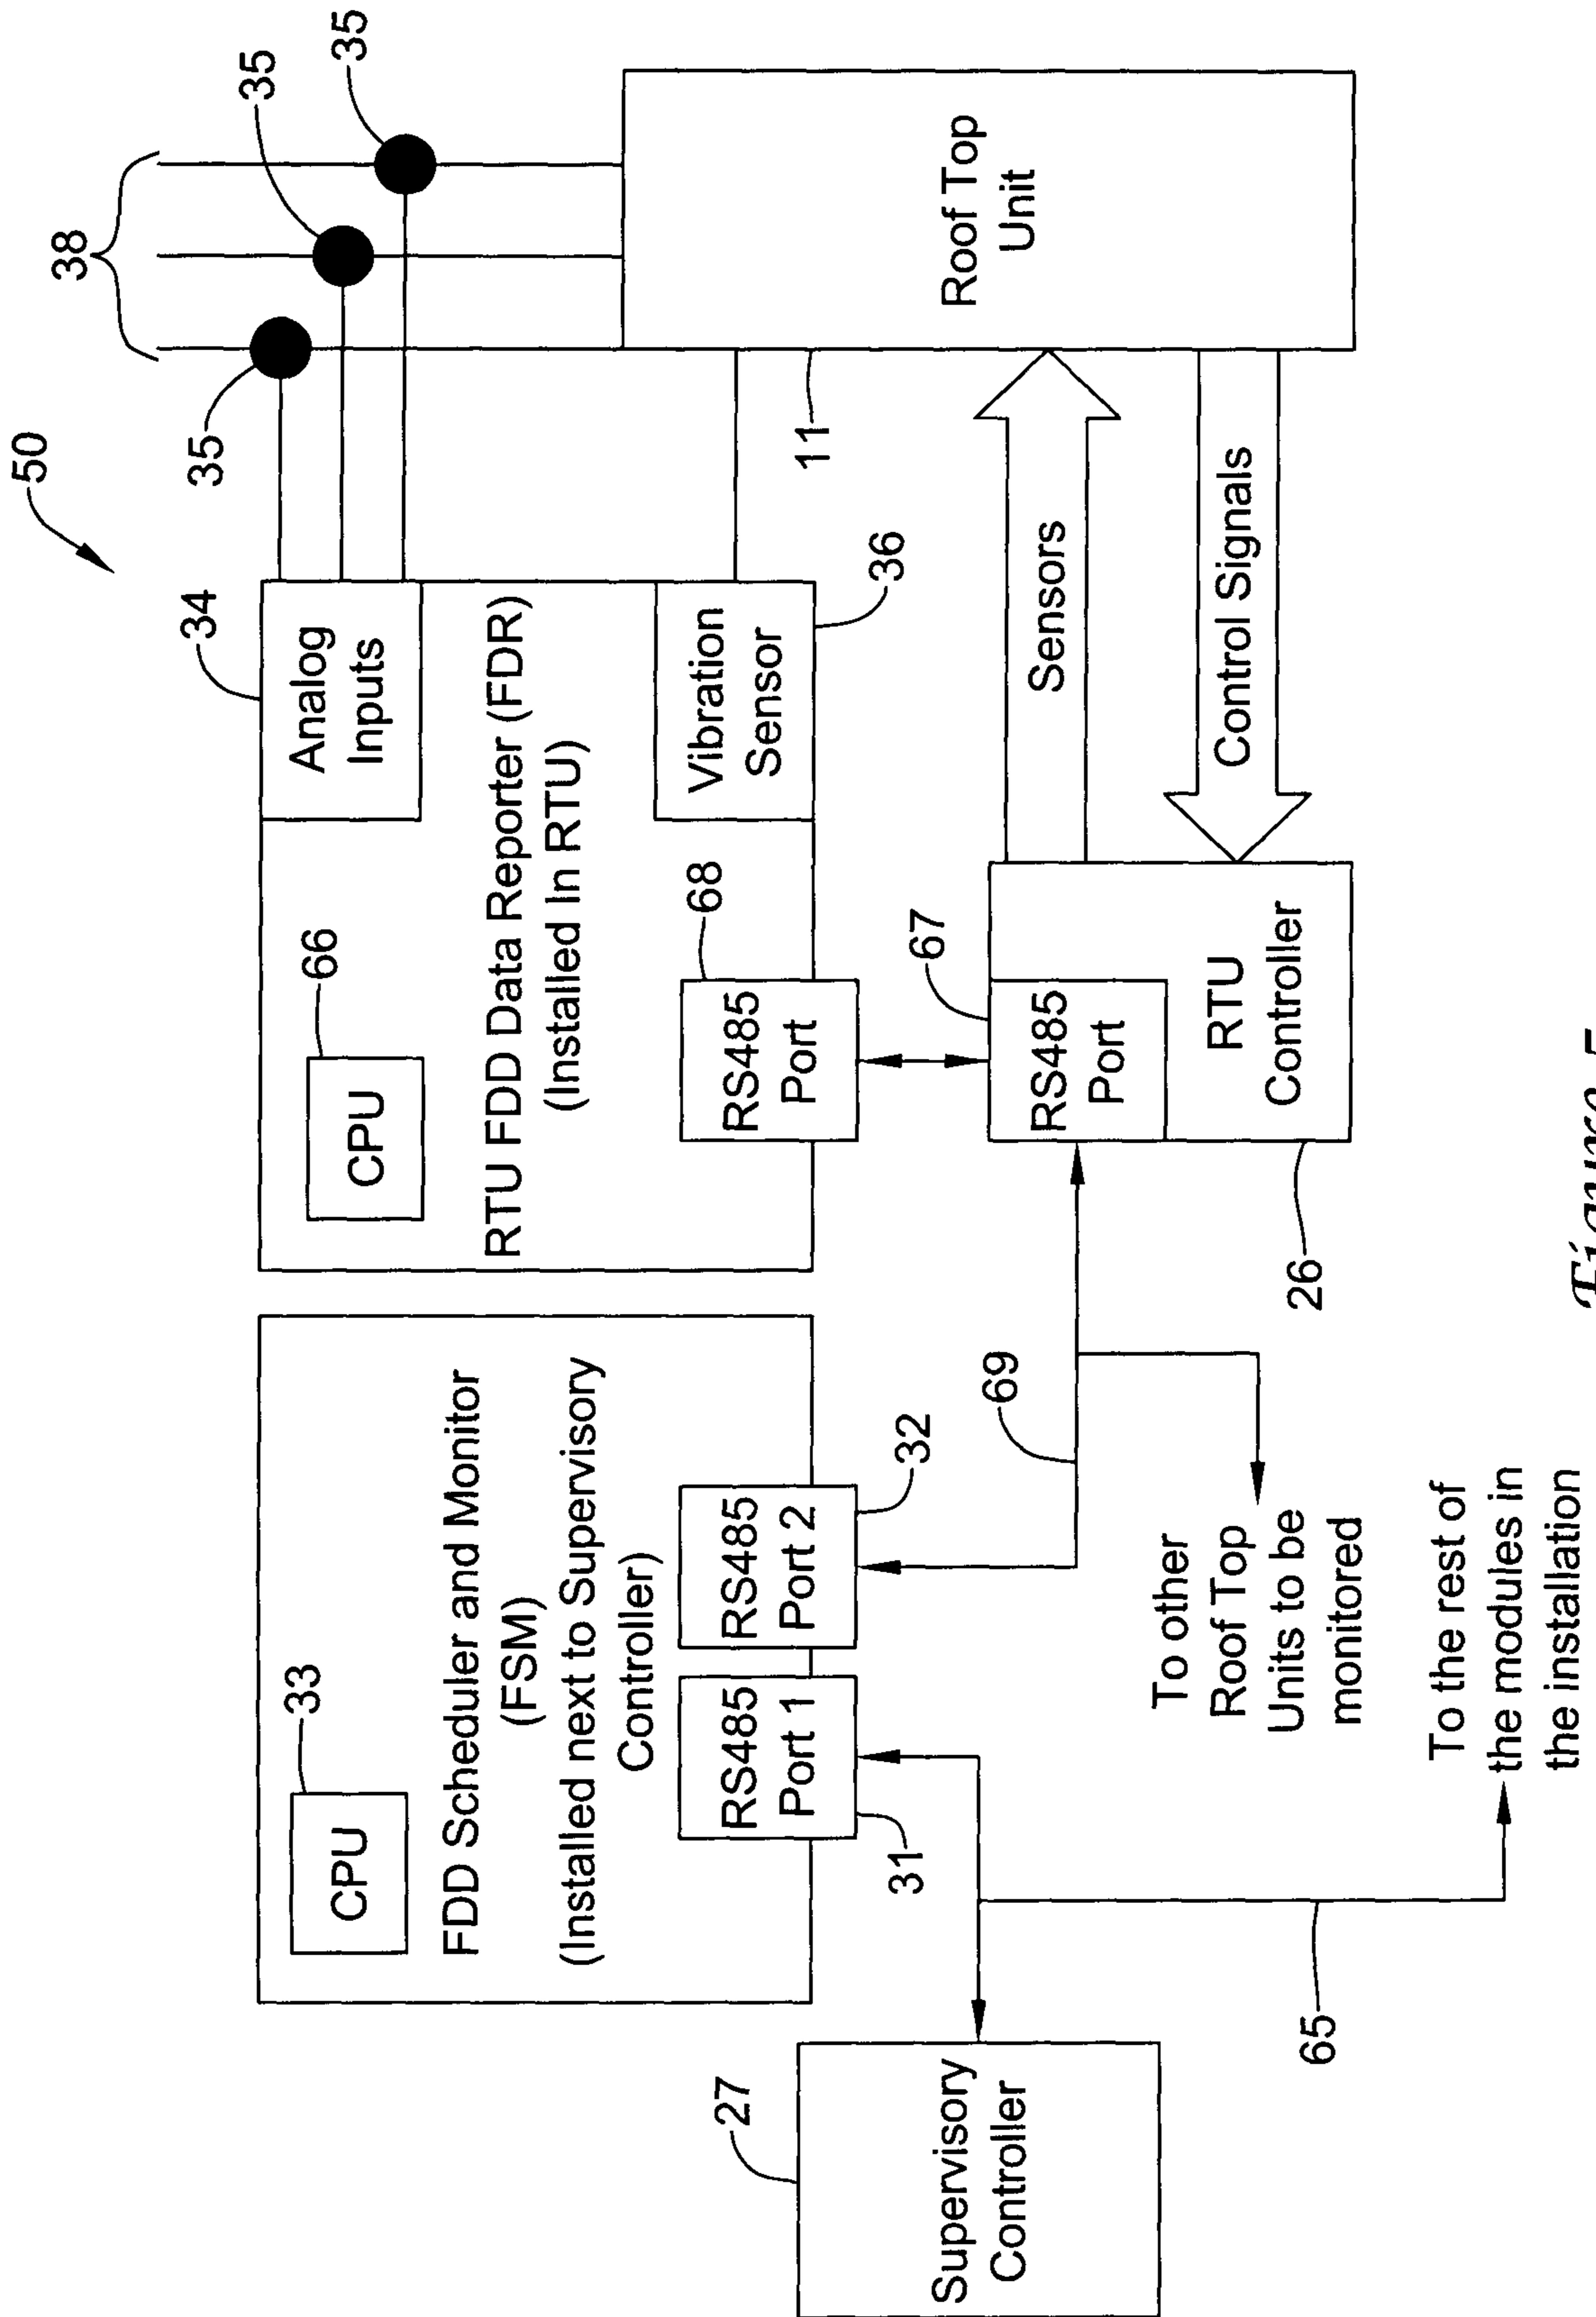 50
38
35
35
35
34
Analog
Inputs
66
CPU
RTU FDD Data Reporter (FDR)
(Installed In RTU)
68
RS485
Port
Vibration
Sensor
36
33
CPU
FDD Scheduler and Monitor
(FSM)
(Installed next to Supervisory
Controller)
RS485
Port 1
31
RS485
Port 2
32
27
Supervisory
Controller
65
69
67
RS485
Port
RTU
Controller
26
Sensors
Control Signals
11
Roof Top
Unit
To other
Roof Top
Units to be
monitored
To the rest of
the modules in
the installation
Figure 5